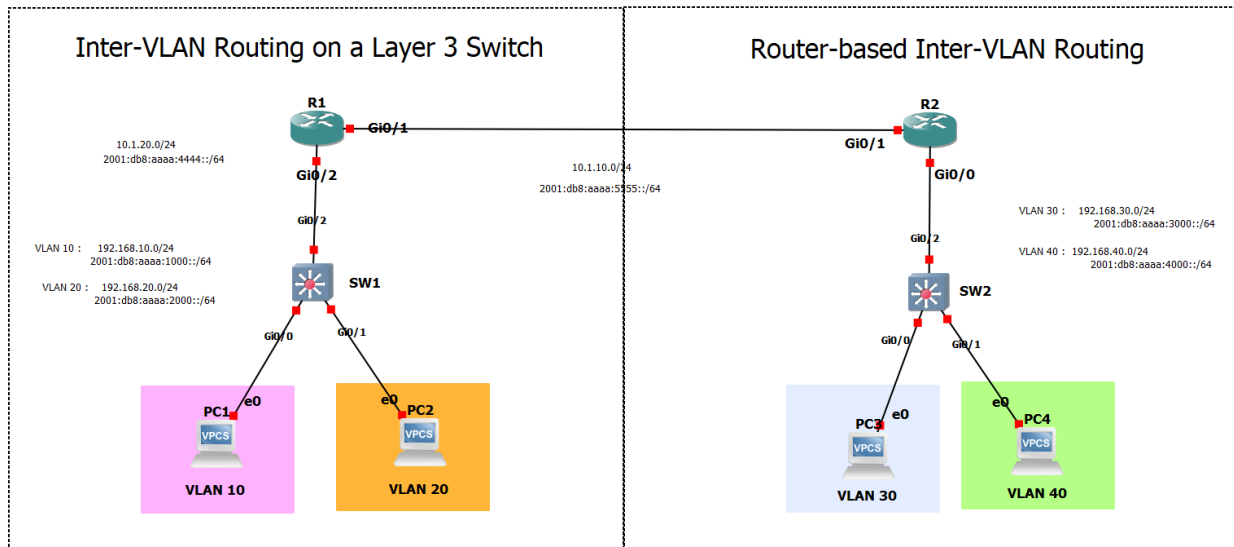 Inter-VLAN Routing on a Layer 3 Switch
Router-based Inter-VLAN Routing
R1
R2
Gi0/1
Gi0/1
10.1.20.0/24
2001:db8:aaaa:4444::/64
10.1.10.0/24
2001:db8:aaaa:5555::/64
Gi0/2
Gi0/0
Gi0/2
VLAN 10 : 192.168.10.0/24
2001:db8:aaaa:1000::/64
VLAN 20 : 192.168.20.0/24
2001:db8:aaaa:2000::/64
SW1
Gi0/0
Gi0/1
VLAN 30 : 192.168.30.0/24
2001:db8:aaaa:3000::/64
VLAN 40 : 192.168.40.0/24
2001:db8:aaaa:4000::/64
Gi0/2
SW2
Gi0/0
Gi0/1
PC1
e0
VPCS
VLAN 10
e0
PC2
VPCS
VLAN 20
PC3
e0
VPCS
VLAN 30
e0
PC4
VPCS
VLAN 40